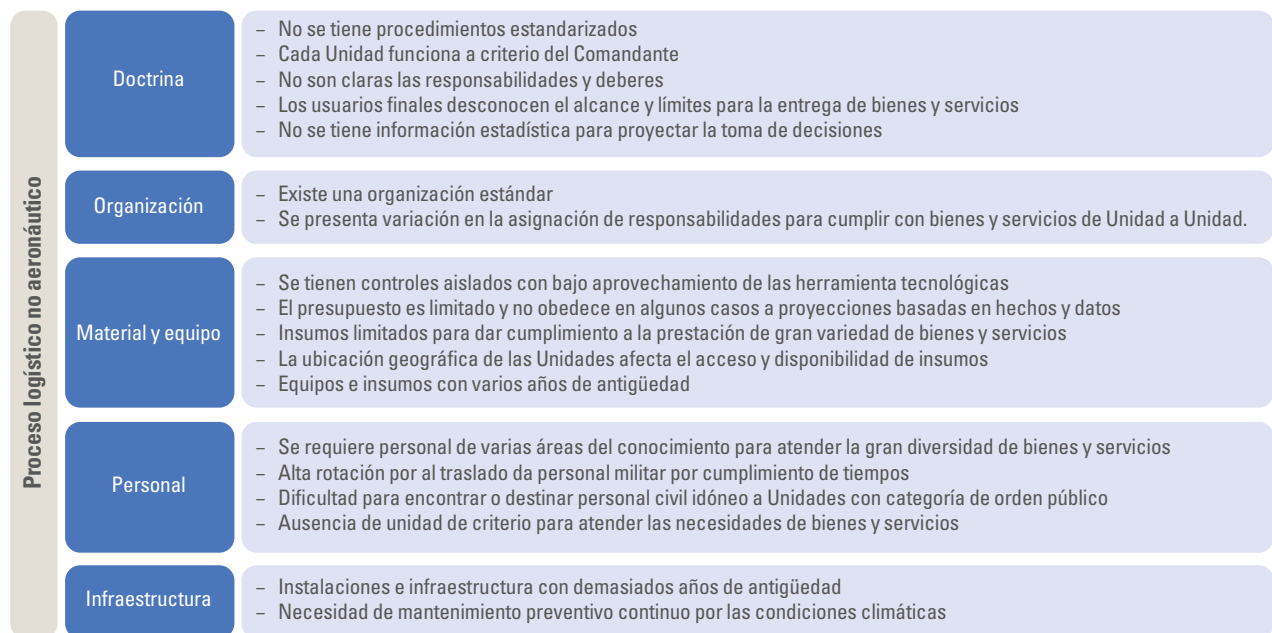 Proceso logístico no aeronáutico
Doctrina
– No se tiene procedimientos estandarizados
– Cada Unidad funciona a criterio del Comandante
– No son claras las responsabilidades y deberes
– Los usuarios finales desconocen el alcance y límites para la entrega de bienes y servicios
– No se tiene información estadística para proyectar la toma de decisiones
Organización
– Existe una organización estándar
– Se presenta variación en la asignación de responsabilidades para cumplir con bienes y servicios de Unidad a Unidad.
Material y equipo
– Se tienen controles aislados con bajo aprovechamiento de las herramienta tecnológicas
– El presupuesto es limitado y no obedece en algunos casos a proyecciones basadas en hechos y datos
– Insumos limitados para dar cumplimiento a la prestación de gran variedad de bienes y servicios
– La ubicación geográfica de las Unidades afecta el acceso y disponibilidad de insumos
– Equipos e insumos con varios años de antigüedad
Personal
– Se requiere personal de varias áreas del conocimiento para atender la gran diversidad de bienes y servicios
– Alta rotación por al traslado da personal militar por cumplimiento de tiempos
– Dificultad para encontrar o destinar personal civil idóneo a Unidades con categoría de orden público
– Ausencia de unidad de criterio para atender las necesidades de bienes y servicios
Infraestructura
– Instalaciones e infraestructura con demasiados años de antigüedad
– Necesidad de mantenimiento preventivo continuo por las condiciones climáticas